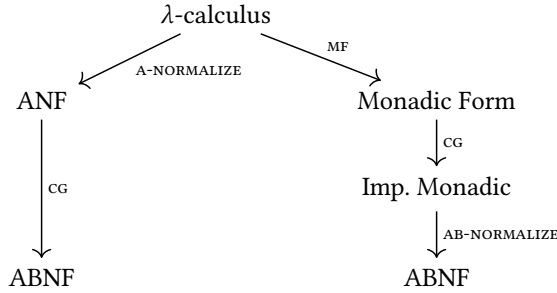 λ-calculus
A-NORMALIZE
MF
ANF
Monadic Form
CG
CG
Imp. Monadic
AB-NORMALIZE
ABNF
ABNF